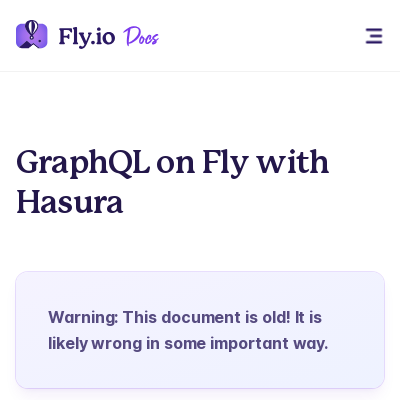 Fly.io Docs
GraphQL on Fly with
Hasura
Warning: This document is old! It is
likely wrong in some important way.